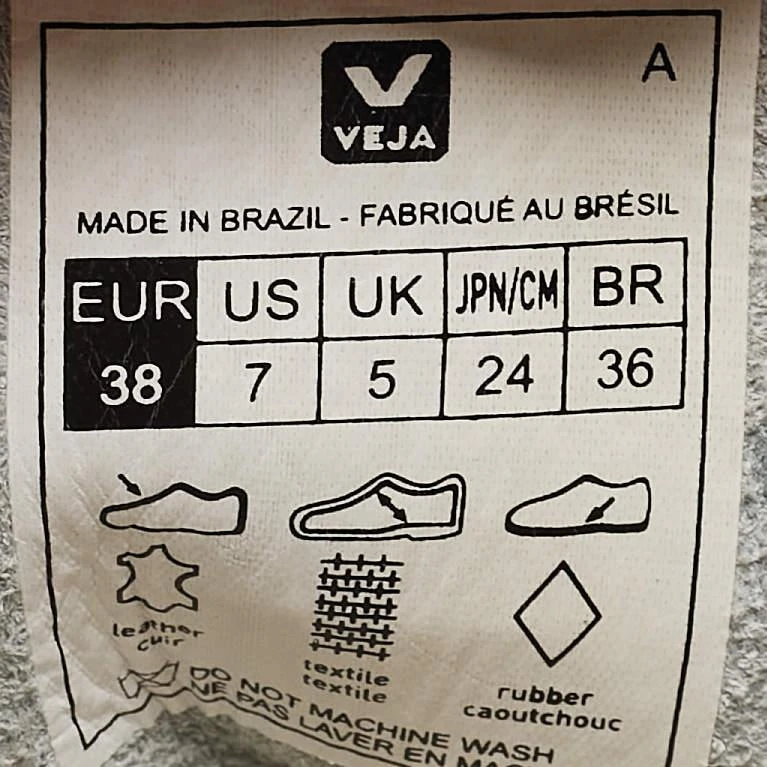 A
VEJA
MADE IN BRAZIL - FABRIQUÉ AU BRÉSIL
EUR US UK JPN/CM BR
38 7 5 24 36
leather
cuir
textile
textile
rubber
caoutchouc
DO NOT MACHINE WASH
NE PAS LAVER EN